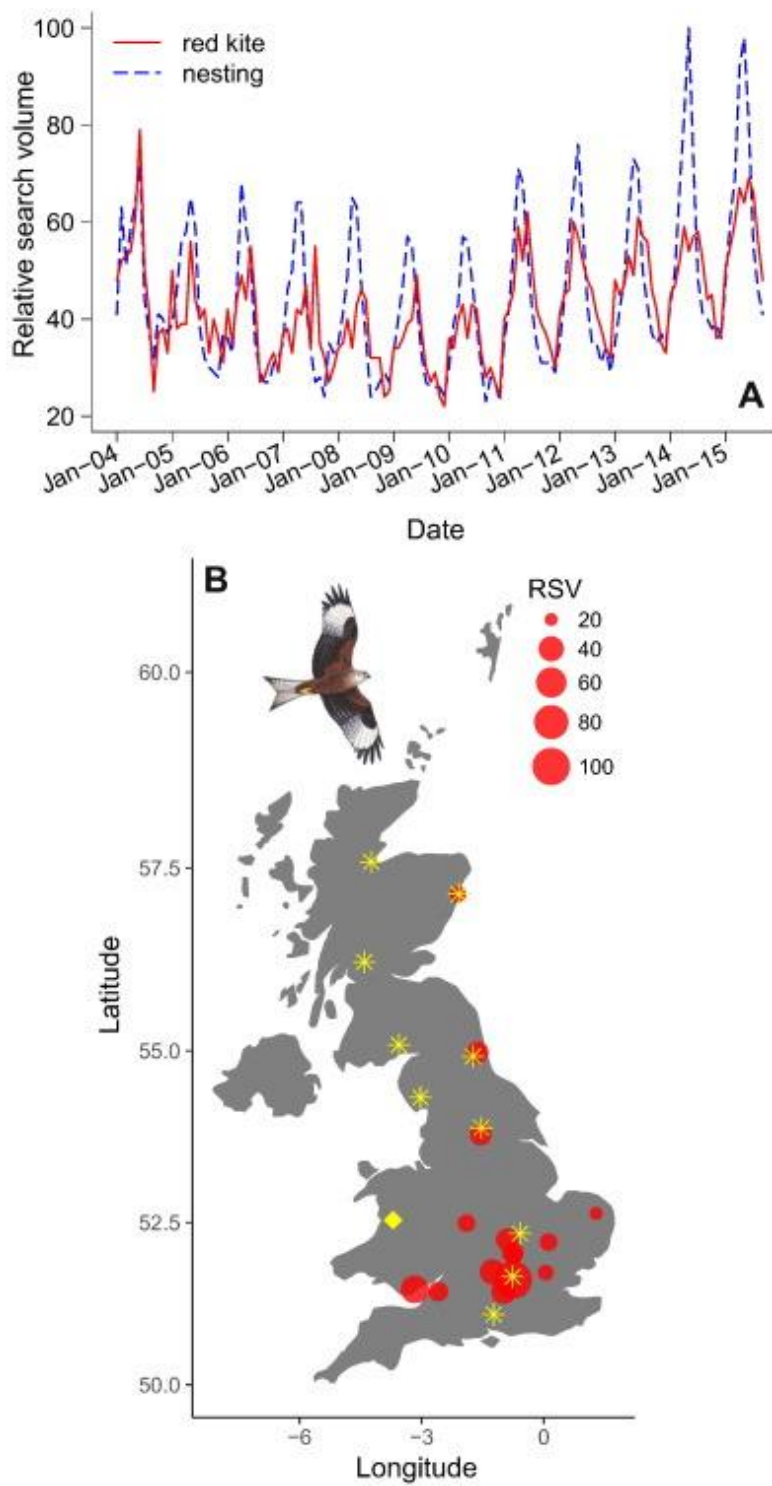 100
80
60
40
20
Relative search volume
red kite
nesting
A
Jan−04
Jan−05
Jan−06
Jan−07
Jan−08
Jan−09
Jan−10
Jan−11
Jan−12
Jan−13
Jan−14
Jan−15
Date
B
RSV
20
40
60
80
100
60.0
57.5
55.0
52.5
50.0
Latitude
−6
−3
0
Longitude